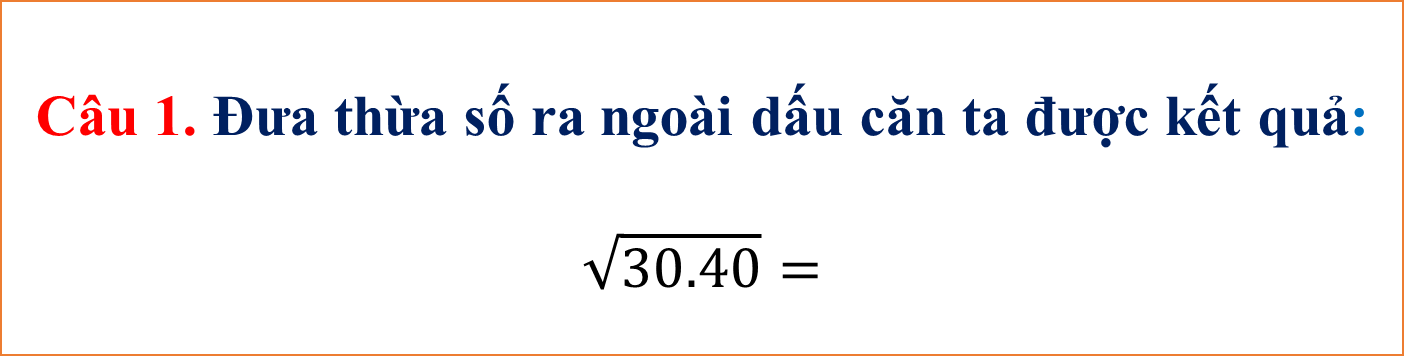 Câu 1. Đưa thừa số ra ngoài dấu căn ta được kết quả:
√30.40 =